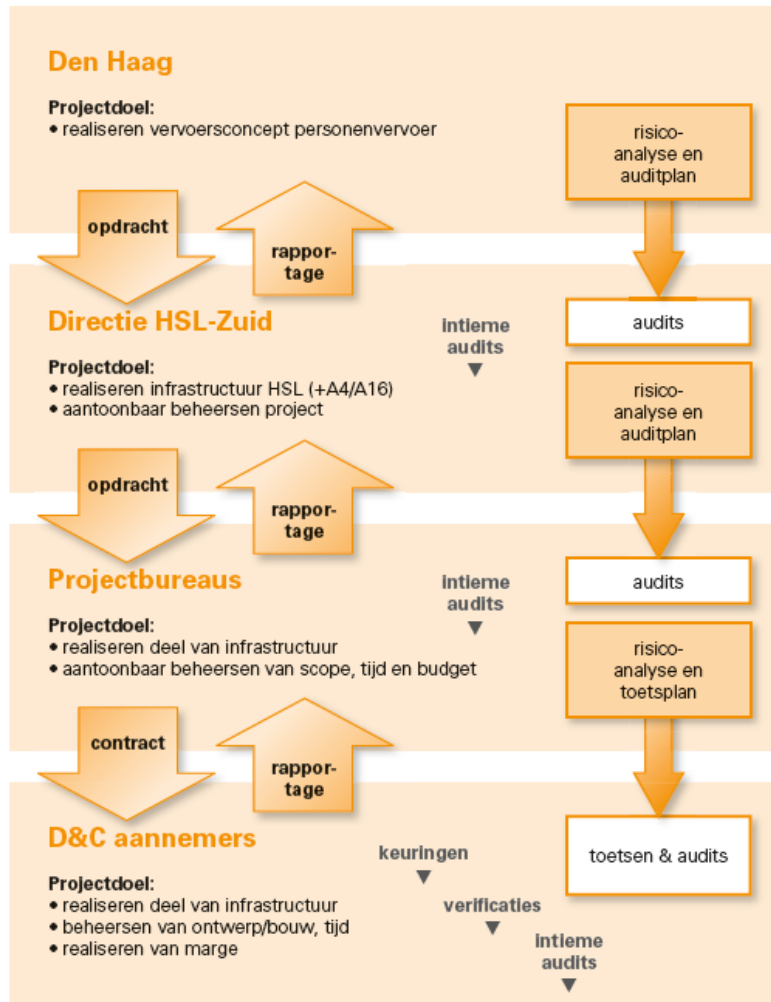 Den Haag
Projectdoel:
• realiseren vervoersconcept personenvervoer
risico-
analyse en
auditplan
opdracht
rappor-
tage
Directie HSL-Zuid
Projectdoel:
• realiseren infrastructuur HSL (+A4/A16)
• aantoonbaar beheersen project
intieme
audits
audits
risico-
analyse en
auditplan
opdracht
rappor-
tage
Projectbureaus
Projectdoel:
• realiseren deel van infrastructuur
• aantoonbaar beheersen van scope, tijd en budget
intieme
audits
audits
risico-
analyse en
toetsplan
contract
rappor-
tage
D&C aannemers
Projectdoel:
• realiseren deel van infrastructuur
• beheersen van ontwerp/bouw, tijd
• realiseren van marge
keuringen
verificaties
intieme
audits
toetsen & audits